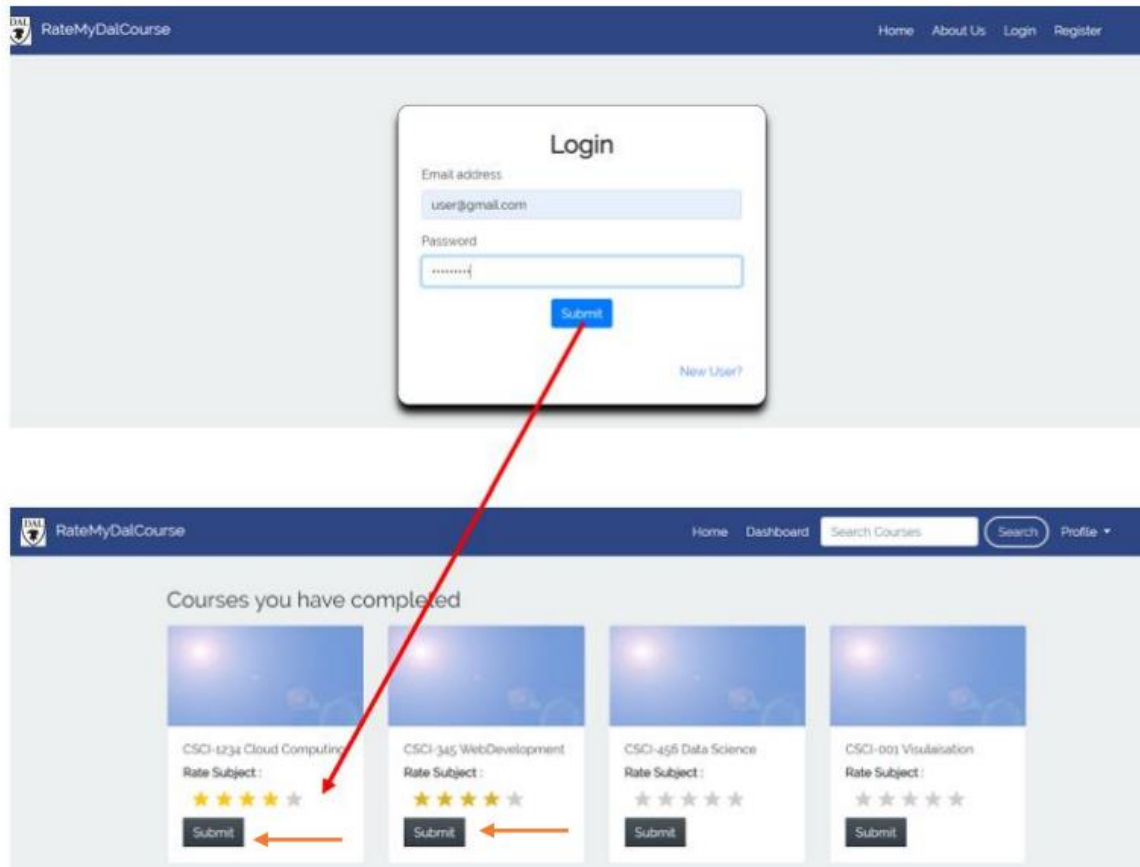 DAL RateMyDalCourse Home About Us Login Register
Login
Email address
user@gmail.com
Password
•••••••••
Submit
New User?
DAL RateMyDalCourse Home Dashboard Search Courses Search Profile
Courses you have completed
CSCI-1234 Cloud Computing CSCI-345 WebDevelopment CSCI-456 Data Science CSCI-001 Visulaisation
Rate Subject : Rate Subject : Rate Subject : Rate Subject :
Submit Submit Submit Submit